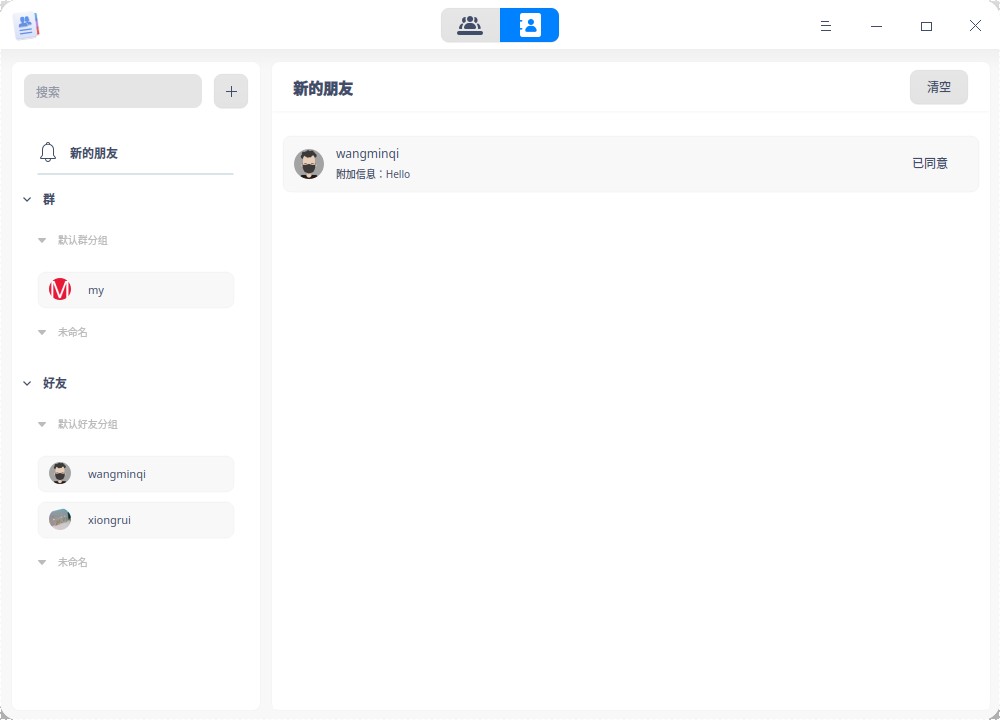 搜索
新的朋友
群
默认群分组
my
未命名
好友
默认好友分组
wangminqi
xiongrui
未命名
新的朋友
清空
wangminqi
附加信息：Hello
已同意